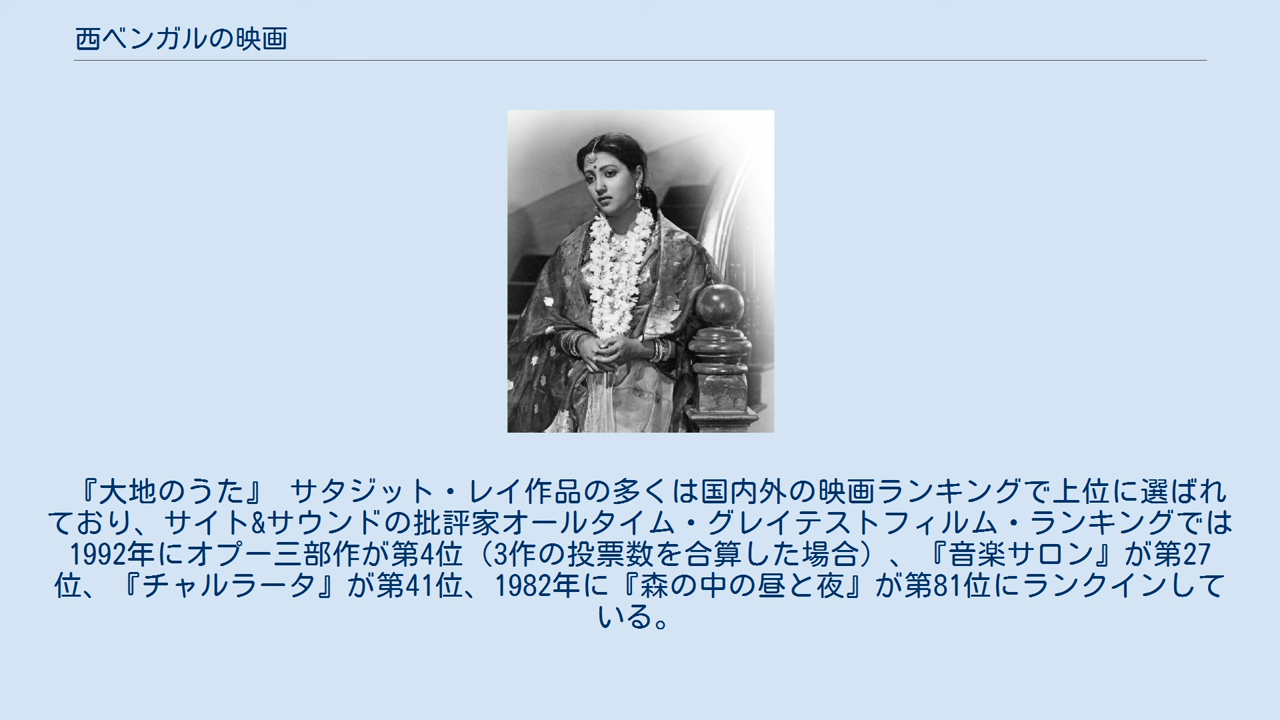 西ベンガルの映画
『大地のうた』 サタジット・レイ作品の多くは国内外の映画ランキングで上位に選ばれ
ており、サイト&サウンドの批評家オールタイム・グレイテストフィルム・ランキングでは
1992年にオプー三部作が第4位（3作の投票数を合算した場合）、『音楽サロン』が第27
位、『チャルラータ』が第41位、1982年に『森の中の昼と夜』が第81位にランクインして
いる。